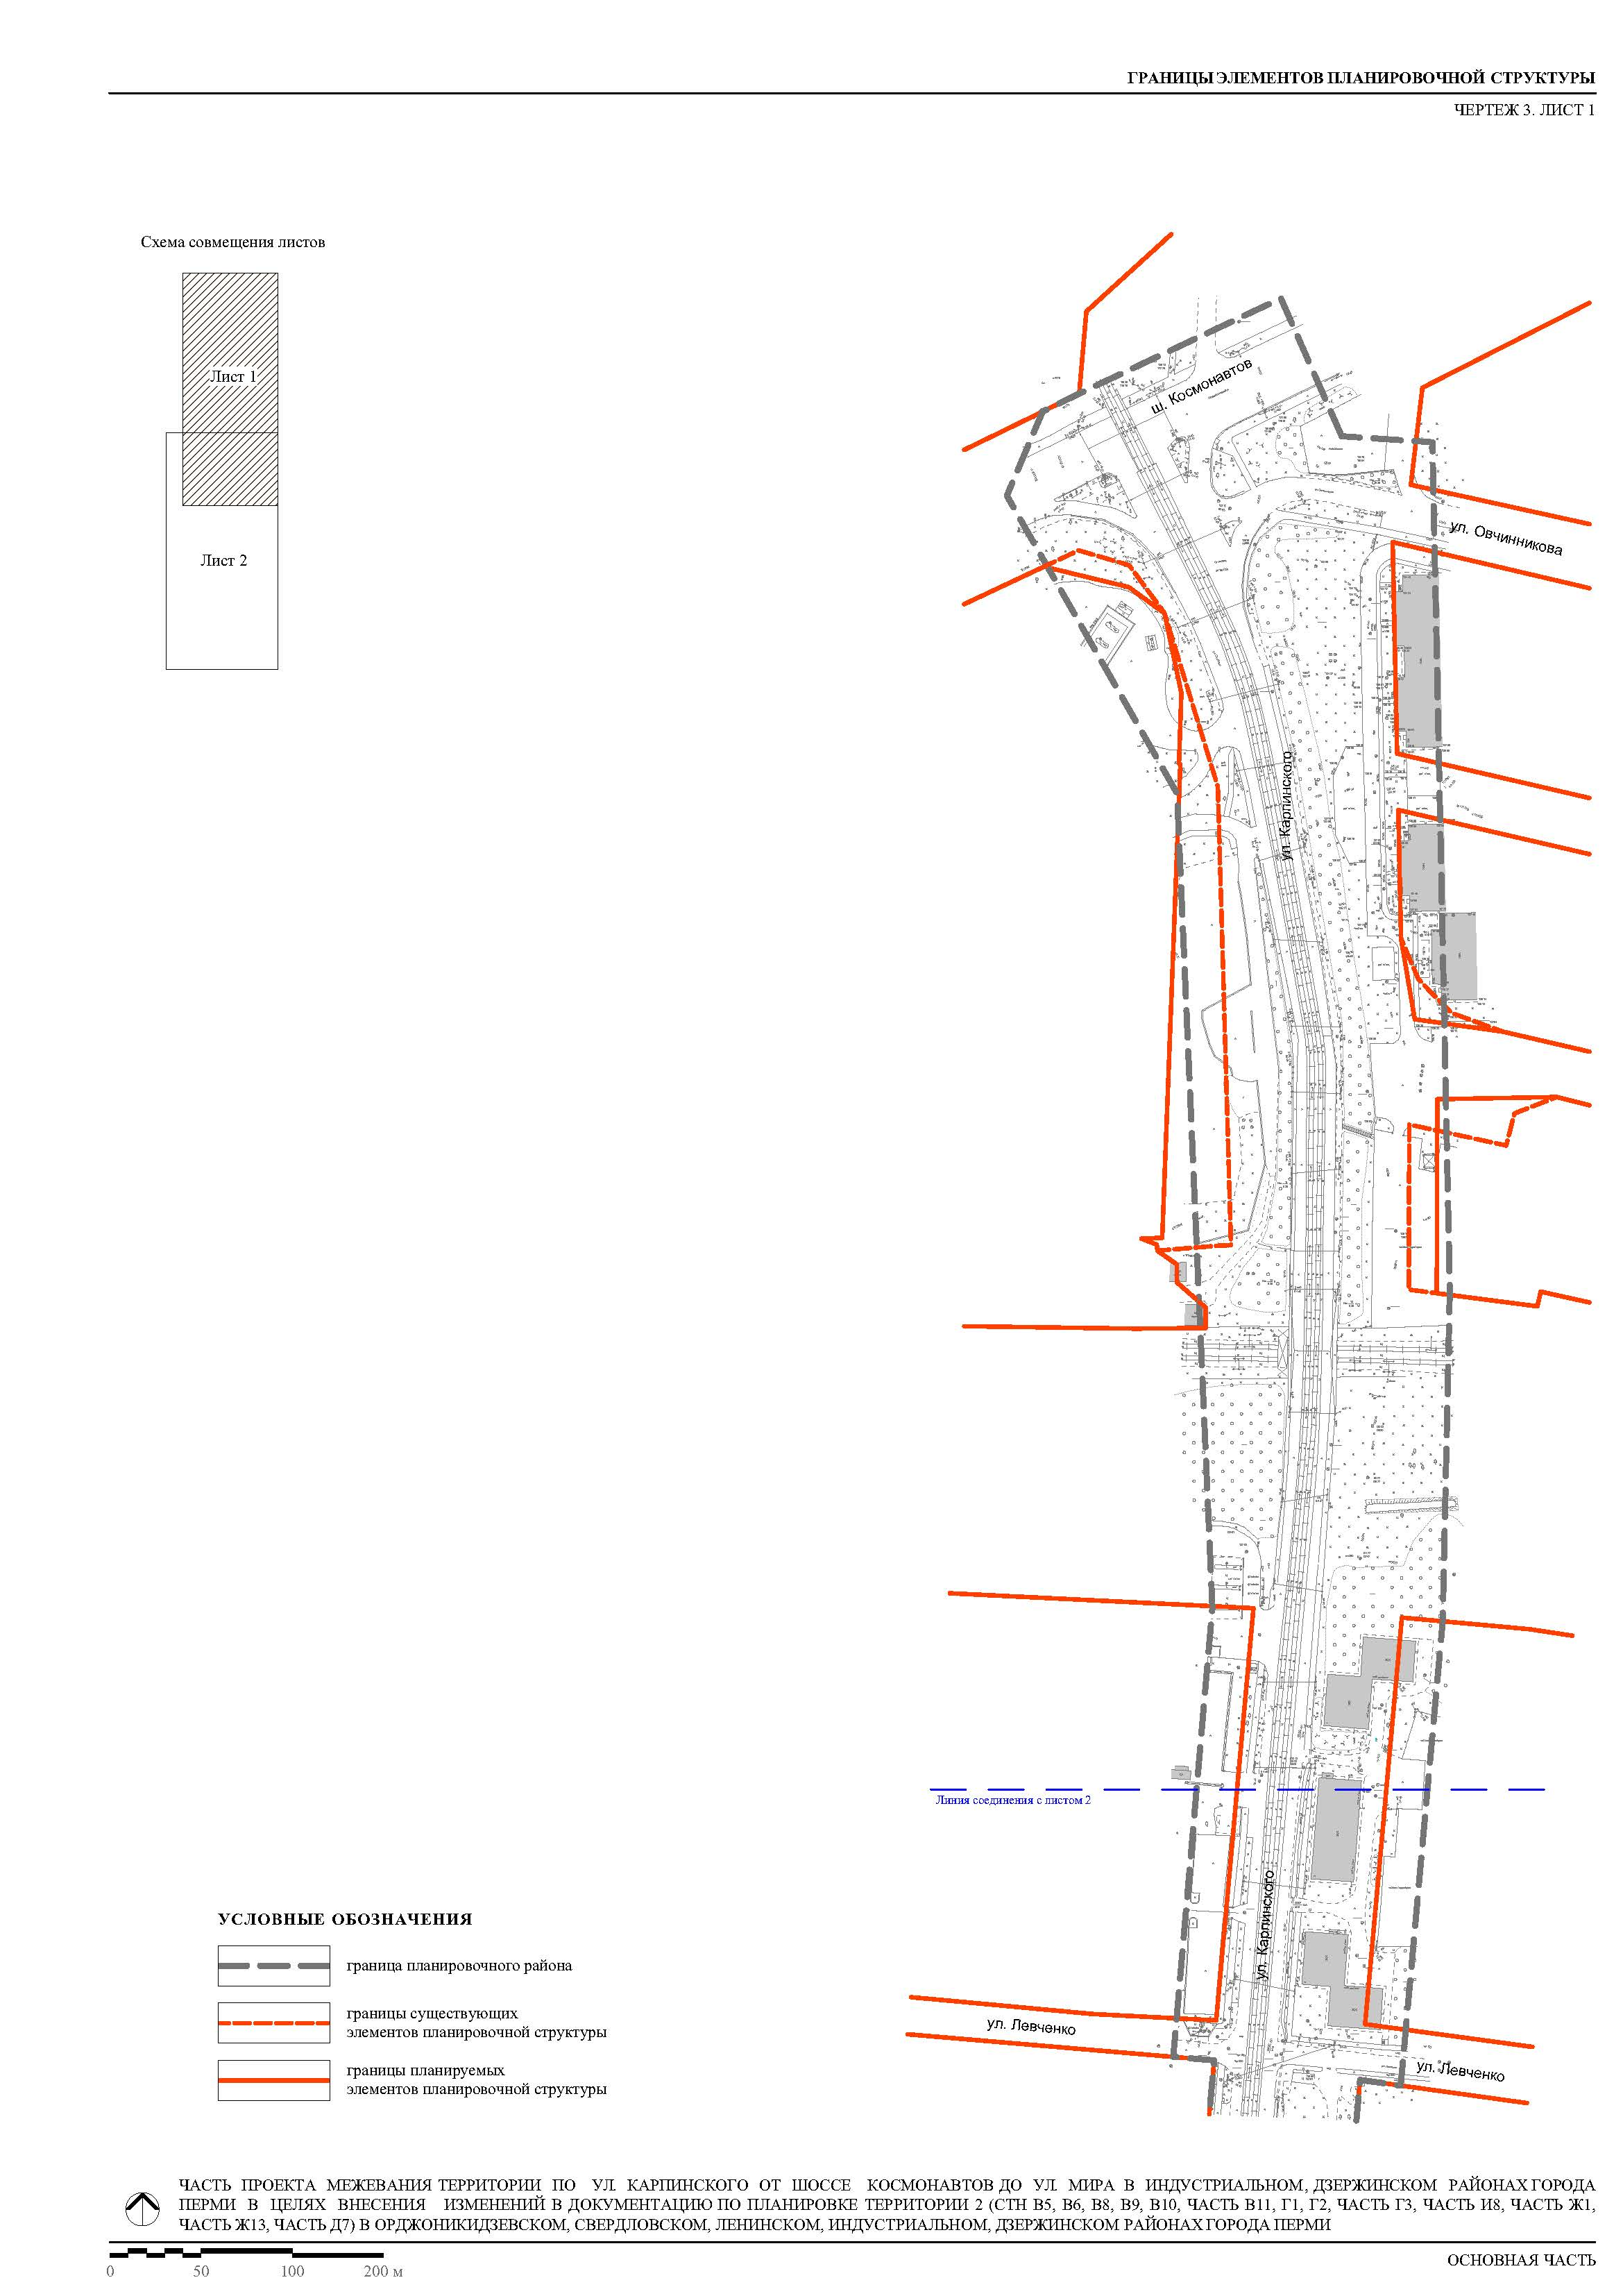 ГРАНИЦЫ ЭЛЕМЕНТОВ ПЛАНИРОВОЧНОЙ СТРУКТУРЫ
ЧЕРТЕЖ 3. ЛИСТ 1
Схема совмещения листов
Лист 1
Лист 2
ш. Космонавтов
ул. Овчинникова
ул. Карпинского
Линия соединения с листом 2
ул. Карпинского
ул. Левченко
ул. Левченко
УСЛОВНЫЕ ОБОЗНАЧЕНИЯ
граница планировочного района
границы существующих
элементов планировочной структуры
границы планируемых
элементов планировочной структуры
ЧАСТЬ ПРОЕКТА МЕЖЕВАНИЯ ТЕРРИТОРИИ ПО УЛ. КАРПИНСКОГО ОТ ШОССЕ КОСМОНАВТОВ ДО УЛ. МИРА В ИНДУСТРИАЛЬНОМ, ДЗЕРЖИНСКОМ РАЙОНАХ ГОРОДА
ПЕРМИ В ЦЕЛЯХ ВНЕСЕНИЯ ИЗМЕНЕНИЙ В ДОКУМЕНТАЦИЮ ПО ПЛАНИРОВКЕ ТЕРРИТОРИИ 2 (СТН В5, В6, В8, В9, В10, ЧАСТЬ В11, Г1, Г2, ЧАСТЬ Г3, ЧАСТЬ И8, ЧАСТЬ Ж1,
ЧАСТЬ Ж13, ЧАСТЬ Д7) В ОРДЖОНИКИДЗЕВСКОМ, СВЕРДЛОВСКОМ, ЛЕНИНСКОМ, ИНДУСТРИАЛЬНОМ, ДЗЕРЖИНСКОМ РАЙОНАХ ГОРОДА ПЕРМИ
ОСНОВНАЯ ЧАСТЬ
0 50 100 200 м